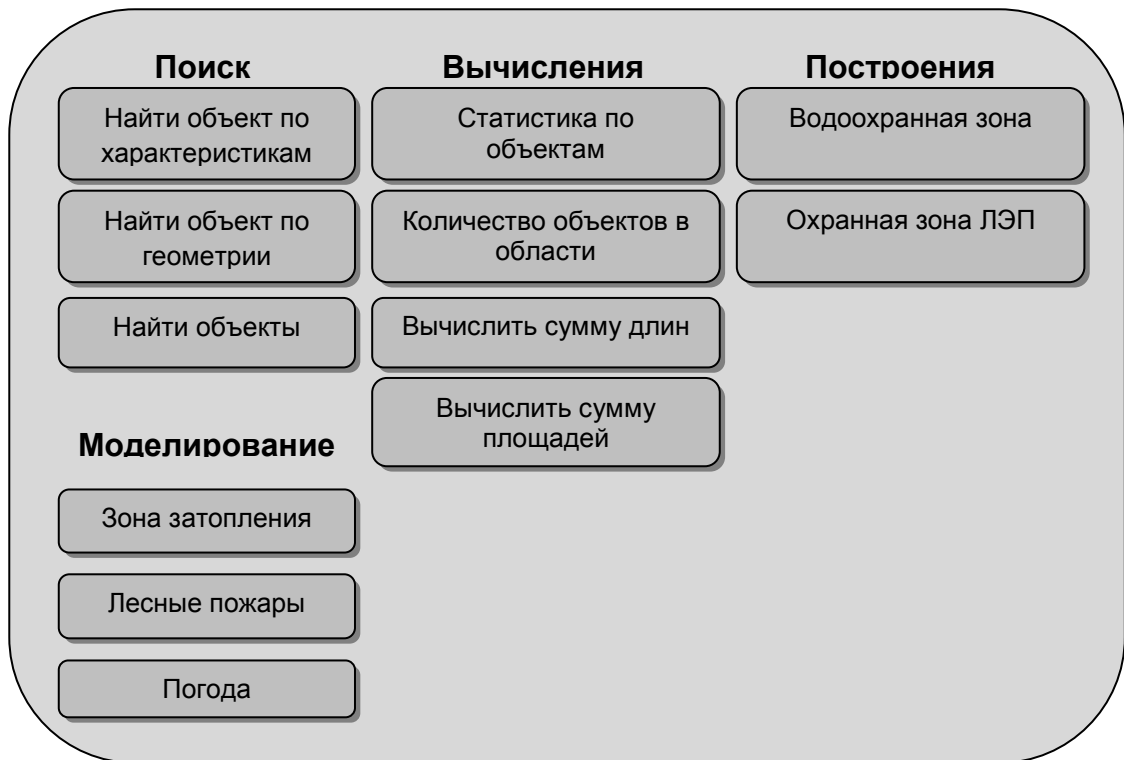 Поиск
Найти объект по
характеристикам
Найти объект по
геометрии
Найти объекты
Моделирование
Зона затопления
Лесные пожары
Погода
Вычисления
Статистика по
объектам
Количество объектов в
области
Вычислить сумму длин
Вычислить сумму
площадей
Построения
Водоохранная зона
Охранная зона ЛЭП